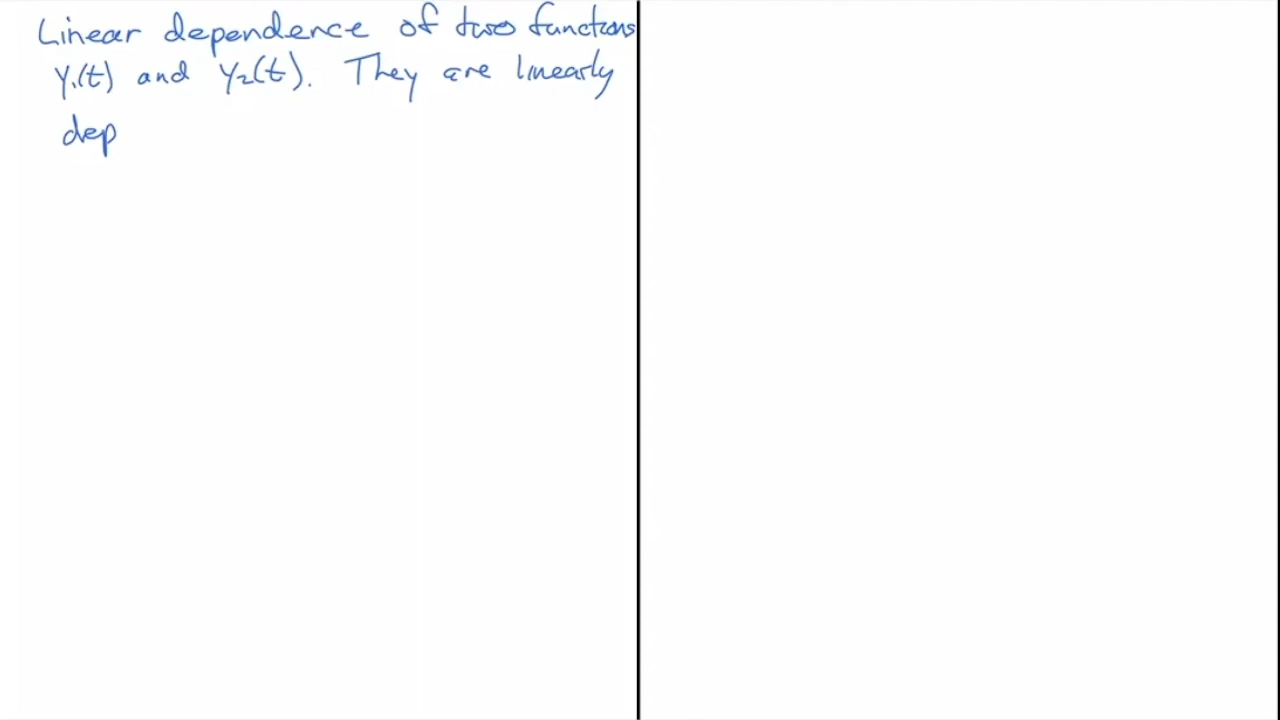 Linear dependence of two functions
y₁(t) and y₂(t). They are linearly
dep